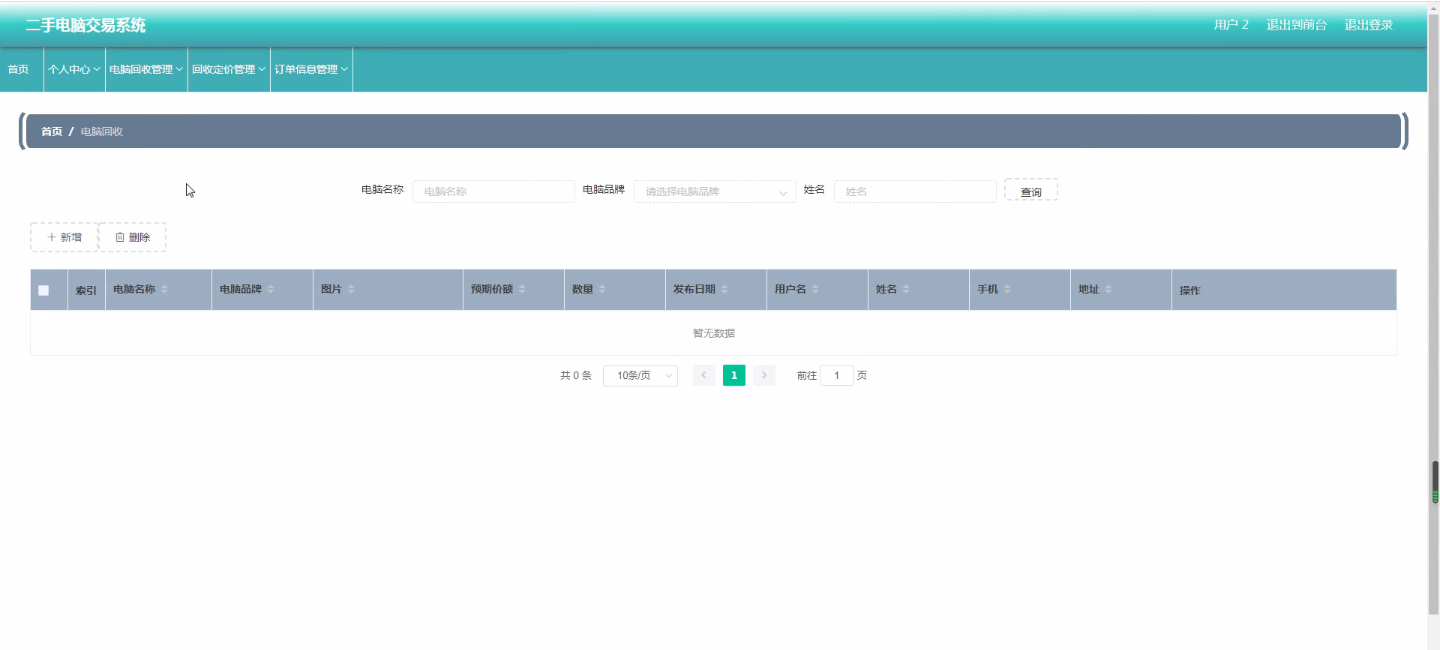 二手电脑交易系统 用户 2 退出到前台 退出登录
首页 个人中心 电脑回收管理 回收定价管理 订单信息管理
首页 / 电脑回收
电脑名称 电脑名称 电脑品牌 请选择电脑品牌 姓名 姓名 查询
新增 删除
索引 电脑名称 电脑品牌 图片 预期价额 数量 发布日期 用户名 姓名 手机 地址 操作
暂无数据
共 0 条 10条/页 1 前往 1 页